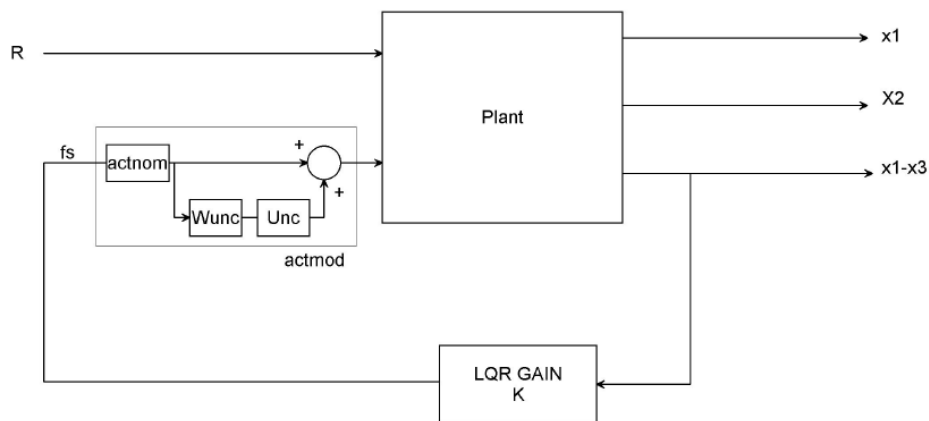 x1
R
X2
Plant
+
fs
actnom
x1-x3
+
Wunc
Unc
actmod
LQR GAIN
K